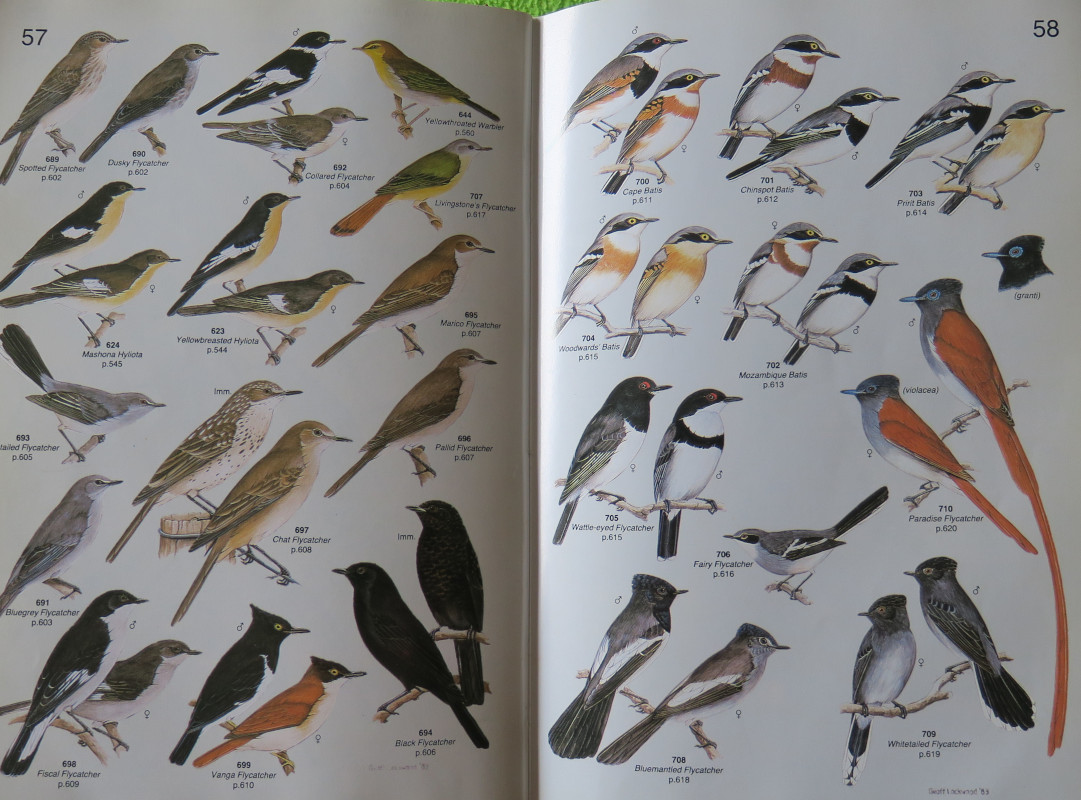 57
689
Spotted Flycatcher
p.602
690
Dusky Flycatcher
p.602
♂
♀
692
Collared Flycatcher
p.604
644
Yellowthroated Warbler
p.560
707
Livingstone's Flycatcher
p.617
♂
♀
624
Mashona Hyliota
p.545
♂
♀
623
Yellowbreasted Hyliota
p.544
695
Marico Flycatcher
p.607
693
tailed Flycatcher
p.605
Imm.
697
Chat Flycatcher
p.608
696
Pallid Flycatcher
p.607
691
Bluegrey Flycatcher
p.603
Imm.
694
Black Flycatcher
p.606
♂
♀
698
Fiscal Flycatcher
p.609
♂
♀
699
Vanga Flycatcher
p.610
58
♂
♀
700
Cape Batis
p.611
♀
♂
701
Chinspot Batis
p.612
♂
♀
703
Pririt Batis
p.614
♂
♀
704
Woodwards' Batis
p.615
♀
♂
702
Mozambique Batis
p.613
(granti)
♂
(violacea)
♀
710
Paradise Flycatcher
p.620
♀
♂
705
Wattle-eyed Flycatcher
p.615
706
Fairy Flycatcher
p.616
♂
♀
708
Bluemantled Flycatcher
p.618
♂
♀
709
Whitetailed Flycatcher
p.619